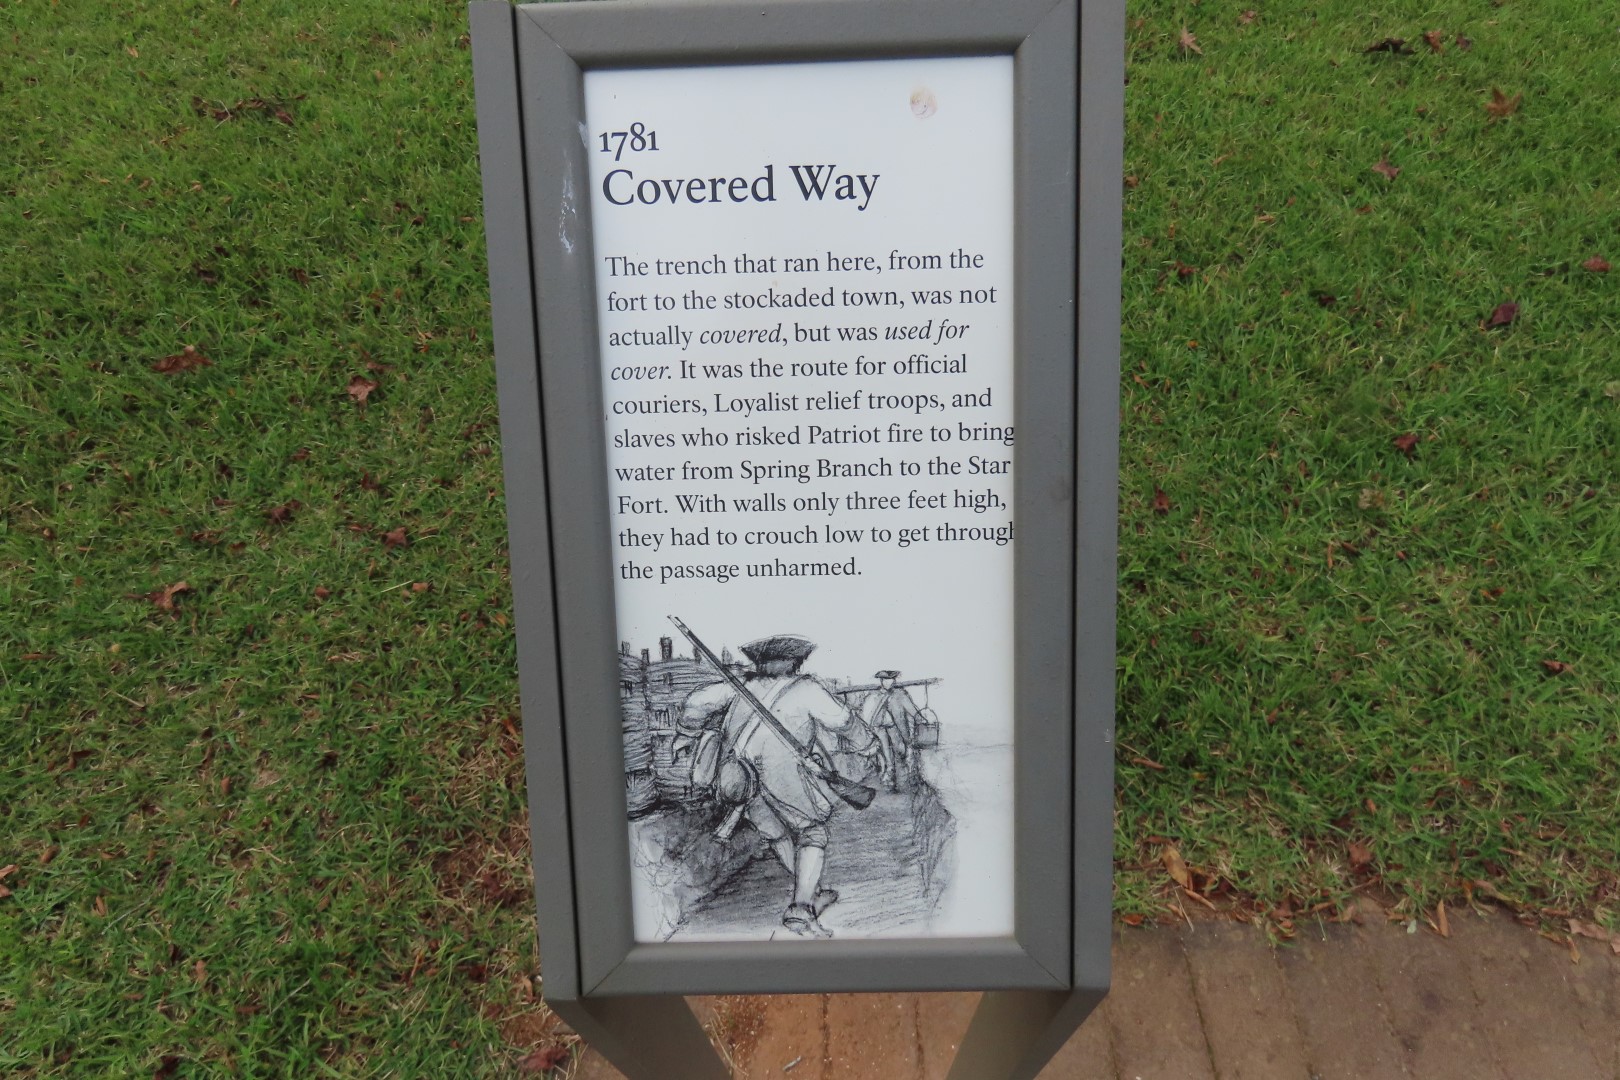 1781
Covered Way
The trench that ran here, from the
fort to the stockaded town, was not
actually covered, but was used for
cover. It was the route for official
couriers, Loyalist relief troops, and
slaves who risked Patriot fire to bring
water from Spring Branch to the Star
Fort. With walls only three feet high,
they had to crouch low to get through
the passage unharmed.